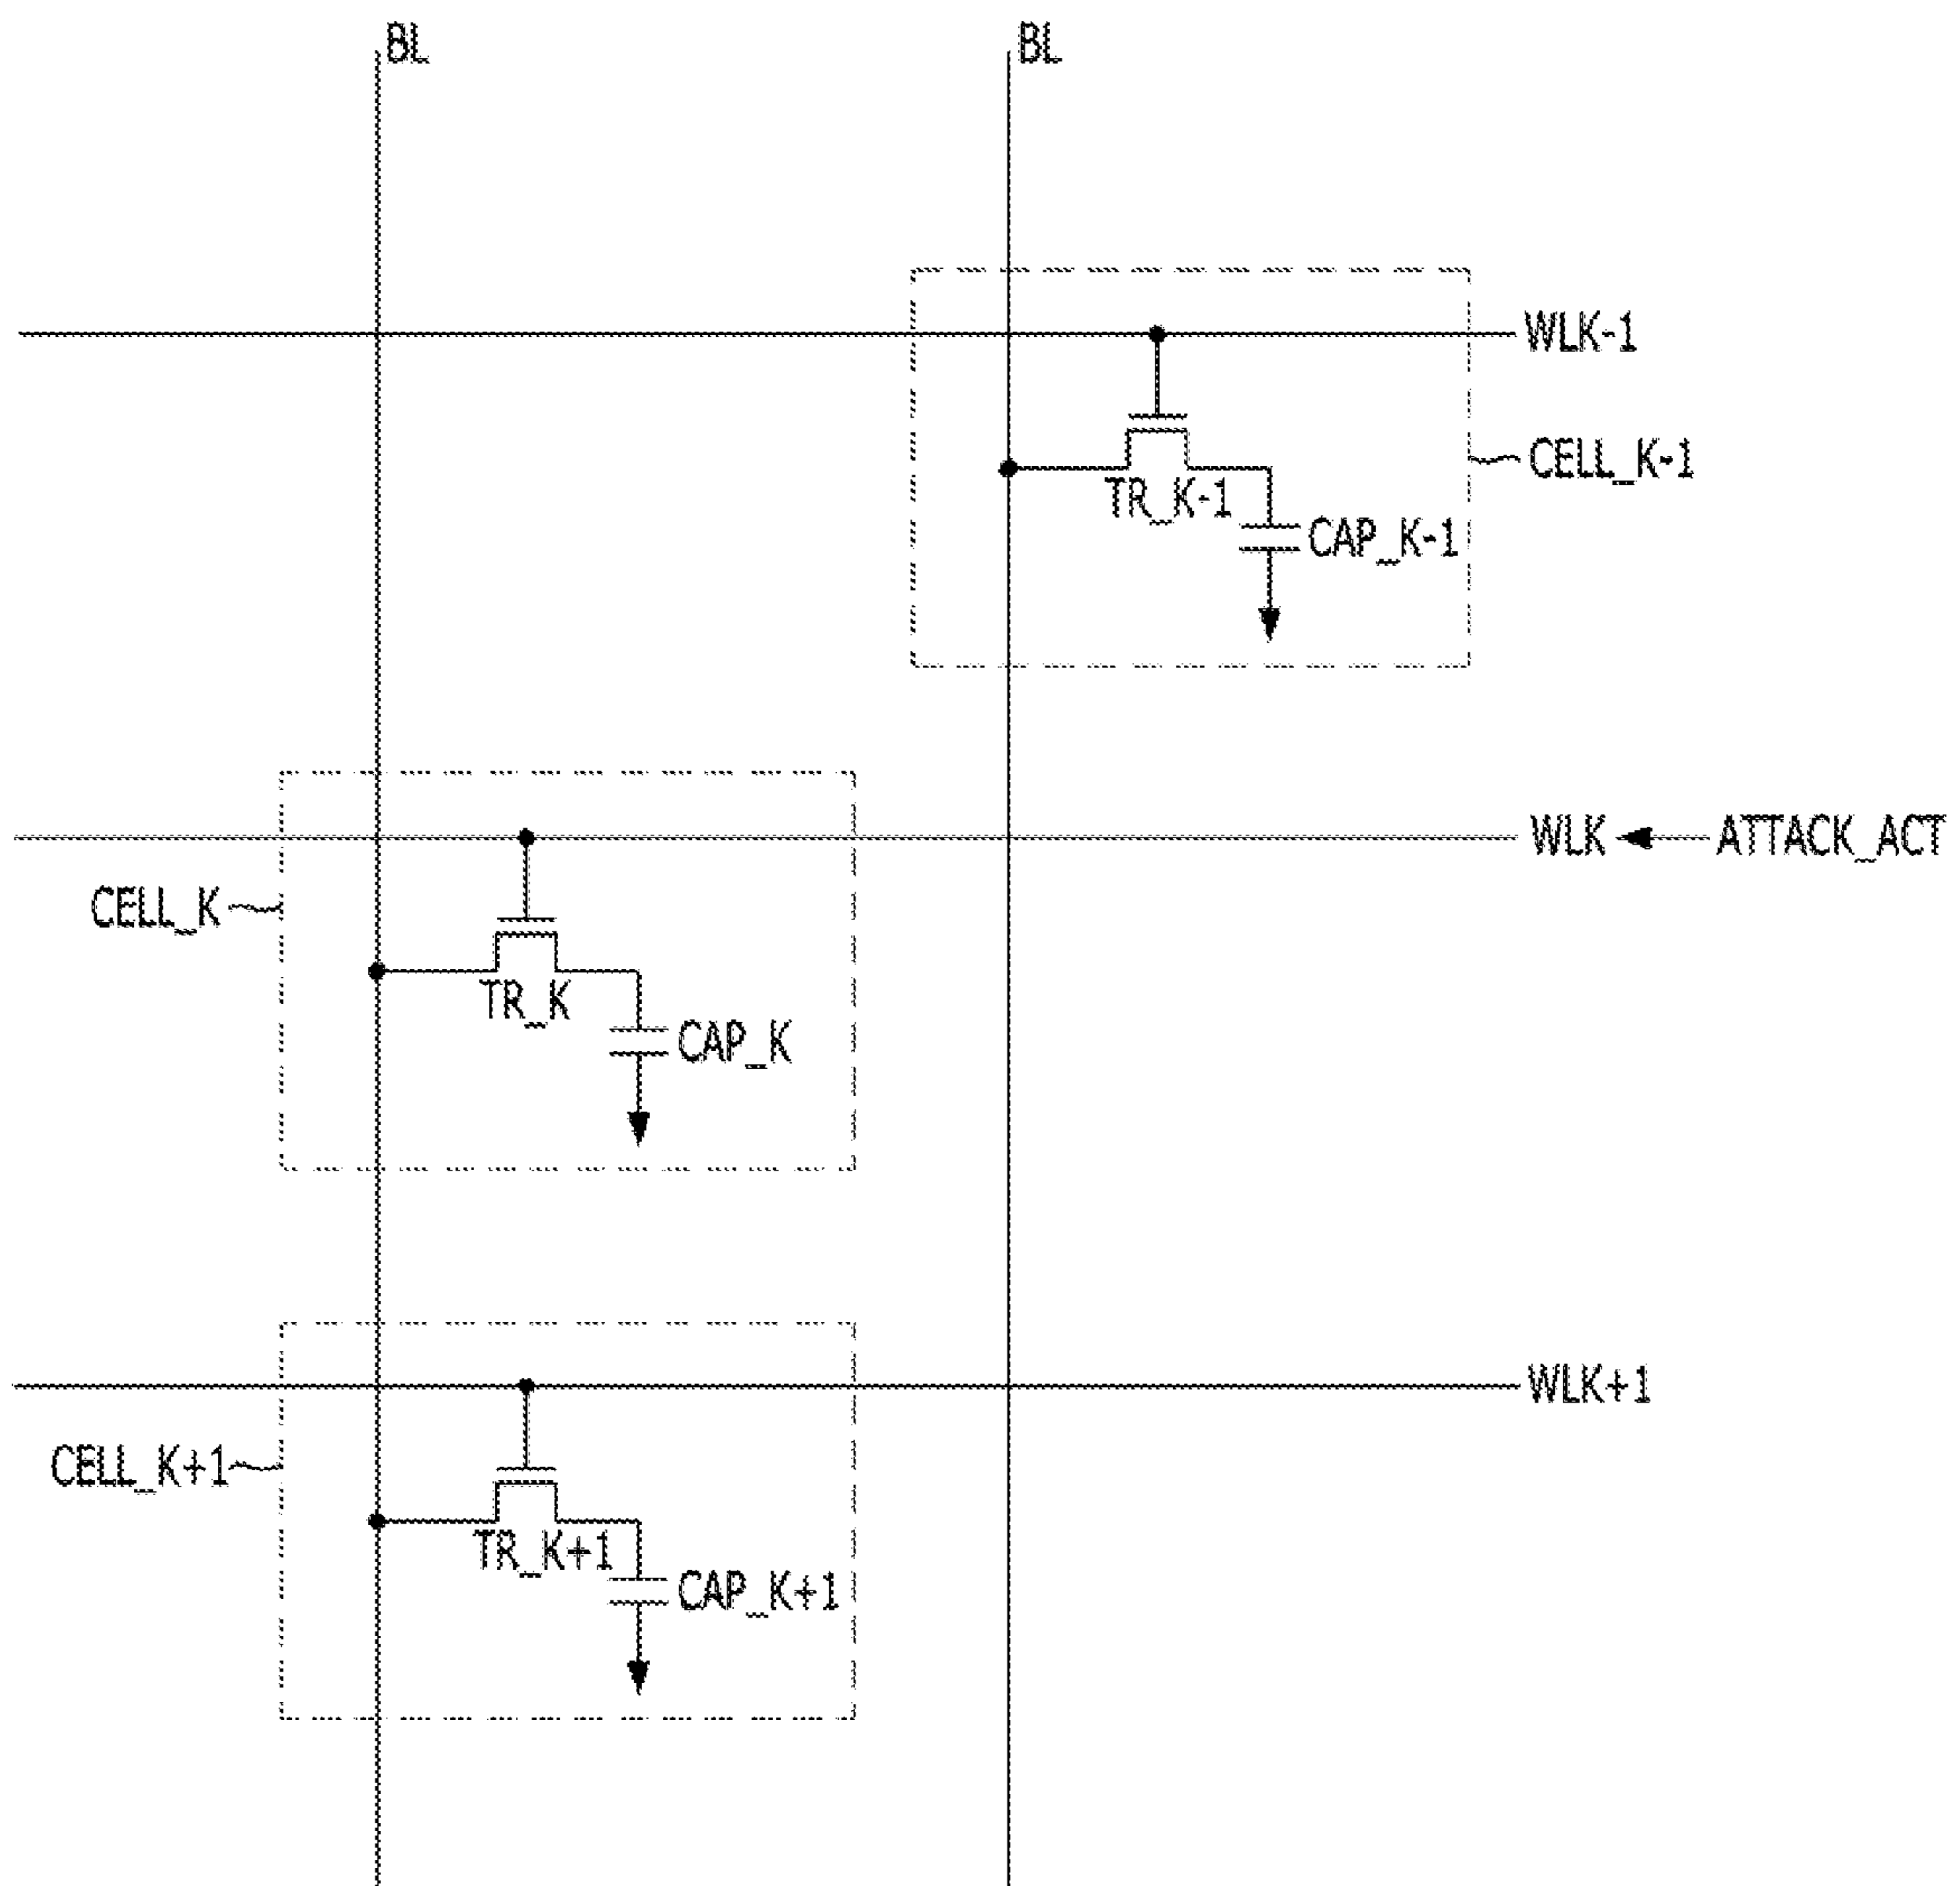 BL
BL
WLK-1
CELL_K-1
TR_K-1
CAP_K-1
WLK
ATTACK_ACT
CELL_K
TR_K
CAP_K
WLK+1
CELL_K+1
TR_K+1
CAP_K+1